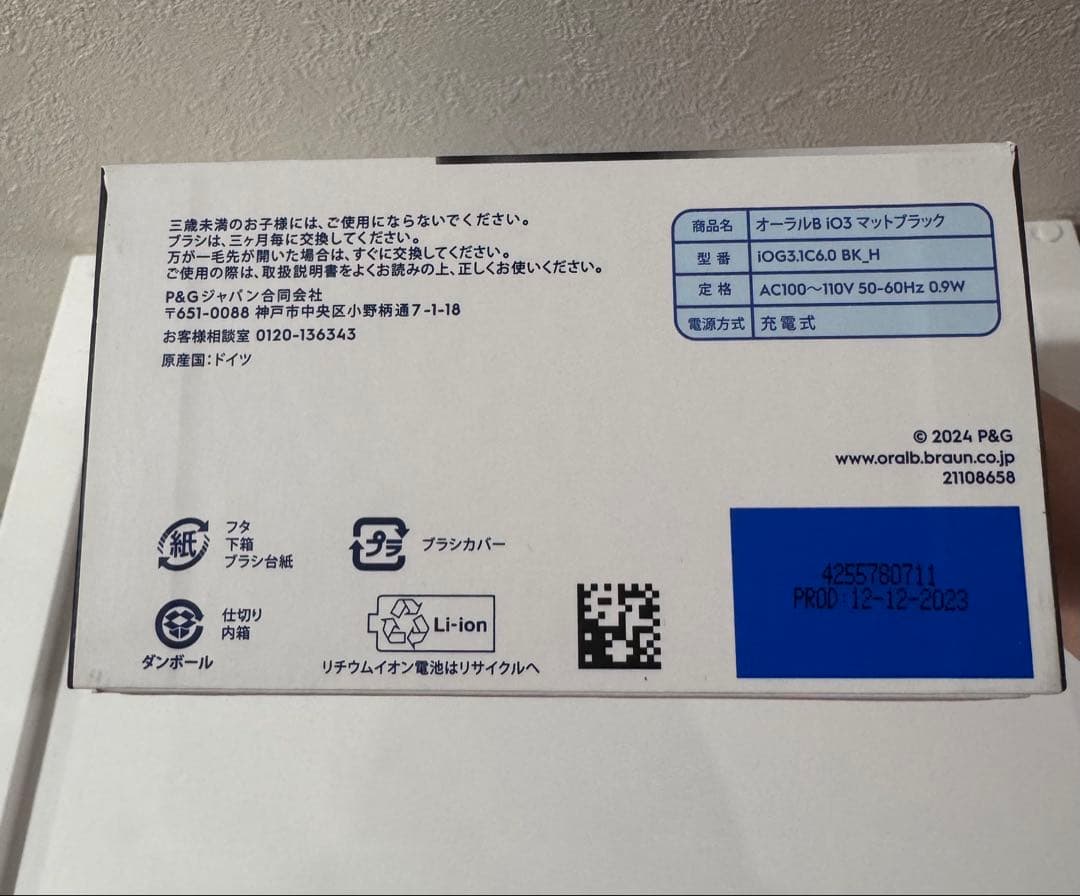 三歳未満のお子様には、ご使用にならないでください。
ブラシは、三ヶ月毎に交換してください。
万が一毛先が開いた場合は、すぐに交換してください。
ご使用の際は、取扱説明書をよくお読みの上、正しくお使いください。
P&Gジャパン合同会社
〒651-0088 神戸市中央区小野柄通7-1-18
お客様相談室 0120-136343
原産国：ドイツ
商品名 オーラルB iO3 マットブラック
型番 iOG3.1C6.0 BK_H
定格 AC100～110V 50-60Hz 0.9W
電源方式 充電式
© 2024 P&G
www.oralb.braun.co.jp
21108658
紙
フタ
下箱
ブラシ台紙
プラ
ブラシカバー
ダンボール
仕切り
内箱
Li-ion
リチウムイオン電池はリサイクルへ
4255780711
PROD:12-12-2023